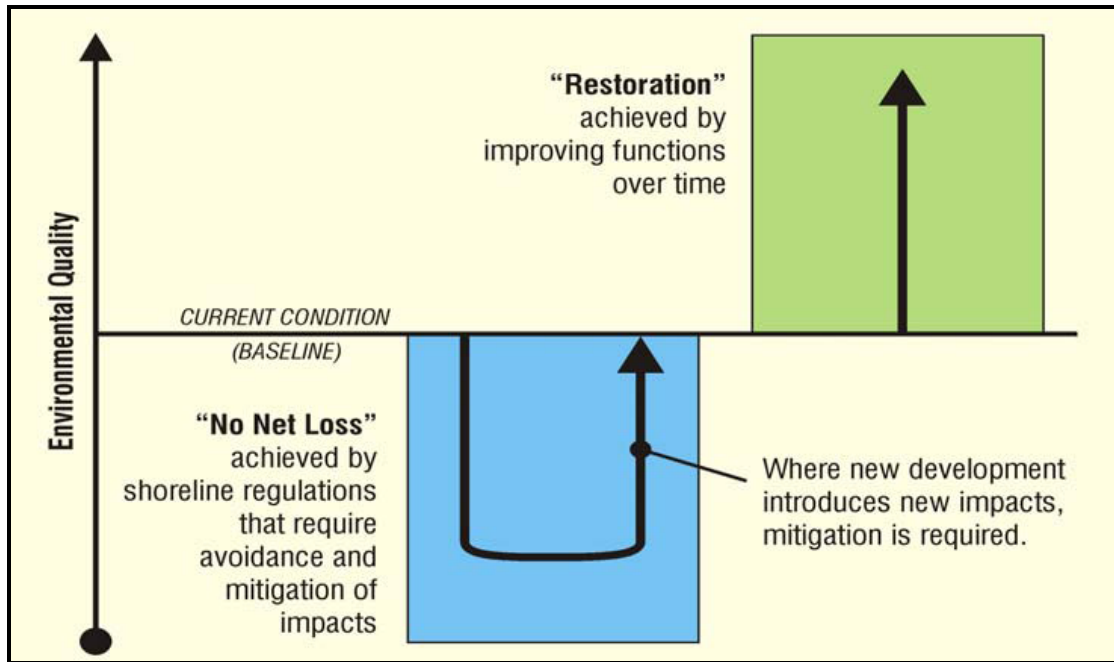 “Restoration”
achieved by
improving functions
over time
Environmental Quality
CURRENT CONDITION
(BASELINE)
“No Net Loss”
achieved by
shoreline regulations
that require
avoidance and
mitigation of
impacts
Where new development
introduces new impacts,
mitigation is required.